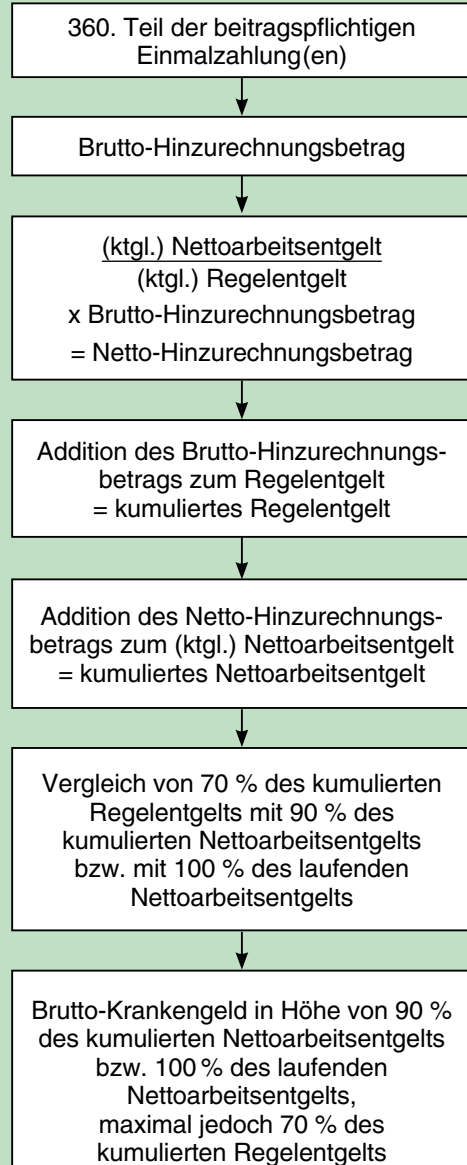 360. Teil der beitragspflichtigen
Einmalzahlung(en)
Brutto-Hinzurechnungsbetrag
(ktgl.) Nettoarbeitsentgelt
(ktgl.) Regelentgelt
x Brutto-Hinzurechnungsbetrag
= Netto-Hinzurechnungsbetrag
Addition des Brutto-Hinzurechnungs-
betrags zum Regelentgelt
= kumuliertes Regelentgelt
Addition des Netto-Hinzurechnungs-
betrags zum (ktgl.) Nettoarbeitsentgelt
= kumuliertes Nettoarbeitsentgelt
Vergleich von 70 % des kumulierten
Regelentgelts mit 90 % des
kumulierten Nettoarbeitsentgelts
bzw. mit 100 % des laufenden
Nettoarbeitsentgelts
Brutto-Krankengeld in Höhe von 90 %
des kumulierten Nettoarbeitsentgelts
bzw. 100 % des laufenden
Nettoarbeitsentgelts,
maximal jedoch 70 % des
kumulierten Regelentgelts